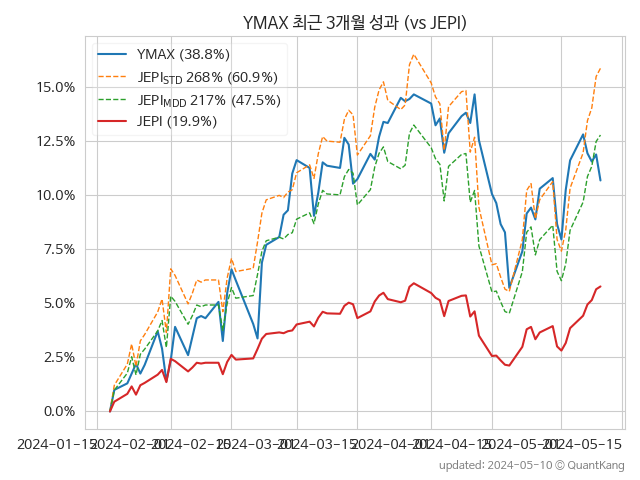 YMAX 최근 3개월 성과 (vs JEPI)
YMAX (38.8%)
JEPI_STD 268% (60.9%)
JEPI_MDD 217% (47.5%)
JEPI (19.9%)
15.0%
12.5%
10.0%
7.5%
5.0%
2.5%
0.0%
2024-01-15 2024-02-01 2024-02-15 2024-03-01 2024-03-15 2024-04-01 2024-04-15 2024-05-01 2024-05-15
updated: 2024-05-10 © QuantKang